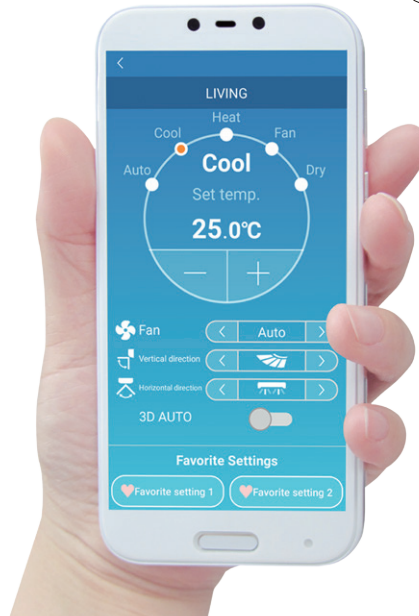 LIVING
Heat
Cool Fan
Auto Cool Dry
Set temp.
25.0°C
Fan Auto
Vertical direction
Horizontal direction
3D AUTO
Favorite Settings
Favorite setting 1 Favorite setting 2